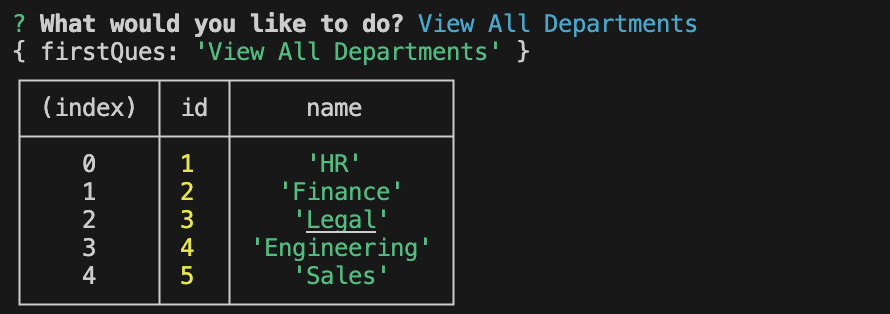 ? What would you like to do? View All Departments
{ firstQues: 'View All Departments' }
(index) id name
0 1 'HR'
1 2 'Finance'
2 3 'Legal'
3 4 'Engineering'
4 5 'Sales'